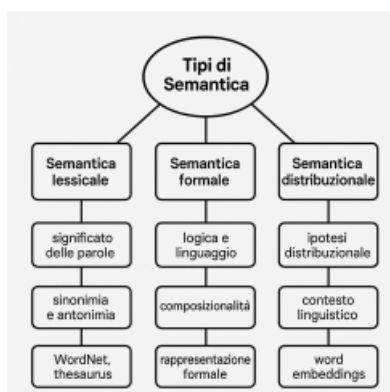 Tipi di
Semantica
Semantica
lessicale
significato
delle parole
sinonimia
e antonimia
WordNet,
thesaurus
Semantica
formale
logica e
linguaggio
composizionalità
rappresentazione
formale
Semantica
distribuzionale
ipotesi
distribuzionale
contesto
linguistico
word
embeddings